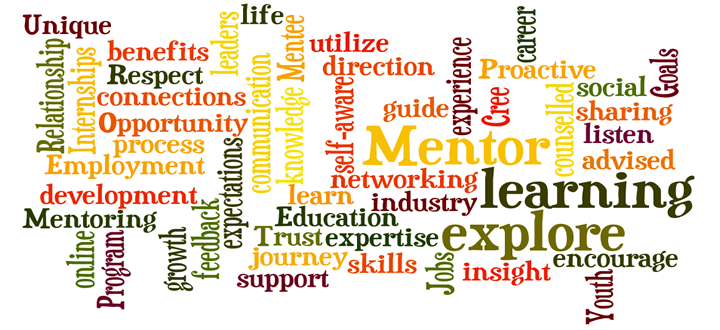 Unique
life
leaders
benefits
Relationship
Internships
Respect
connections
Opportunity
process
Employment
development
Mentoring
online
Program
growth
feedback
expectations
communication
knowledge
Mentee
utilize
direction
self-aware
guide
experience
career
Proactive
Cree
counselled
social
Goals
sharing
listen
advised
Mentor
networking
learning
learn
industry
Education
Trust
expertise
explore
journey
skills
support
Jobs
insight
encourage
Youth